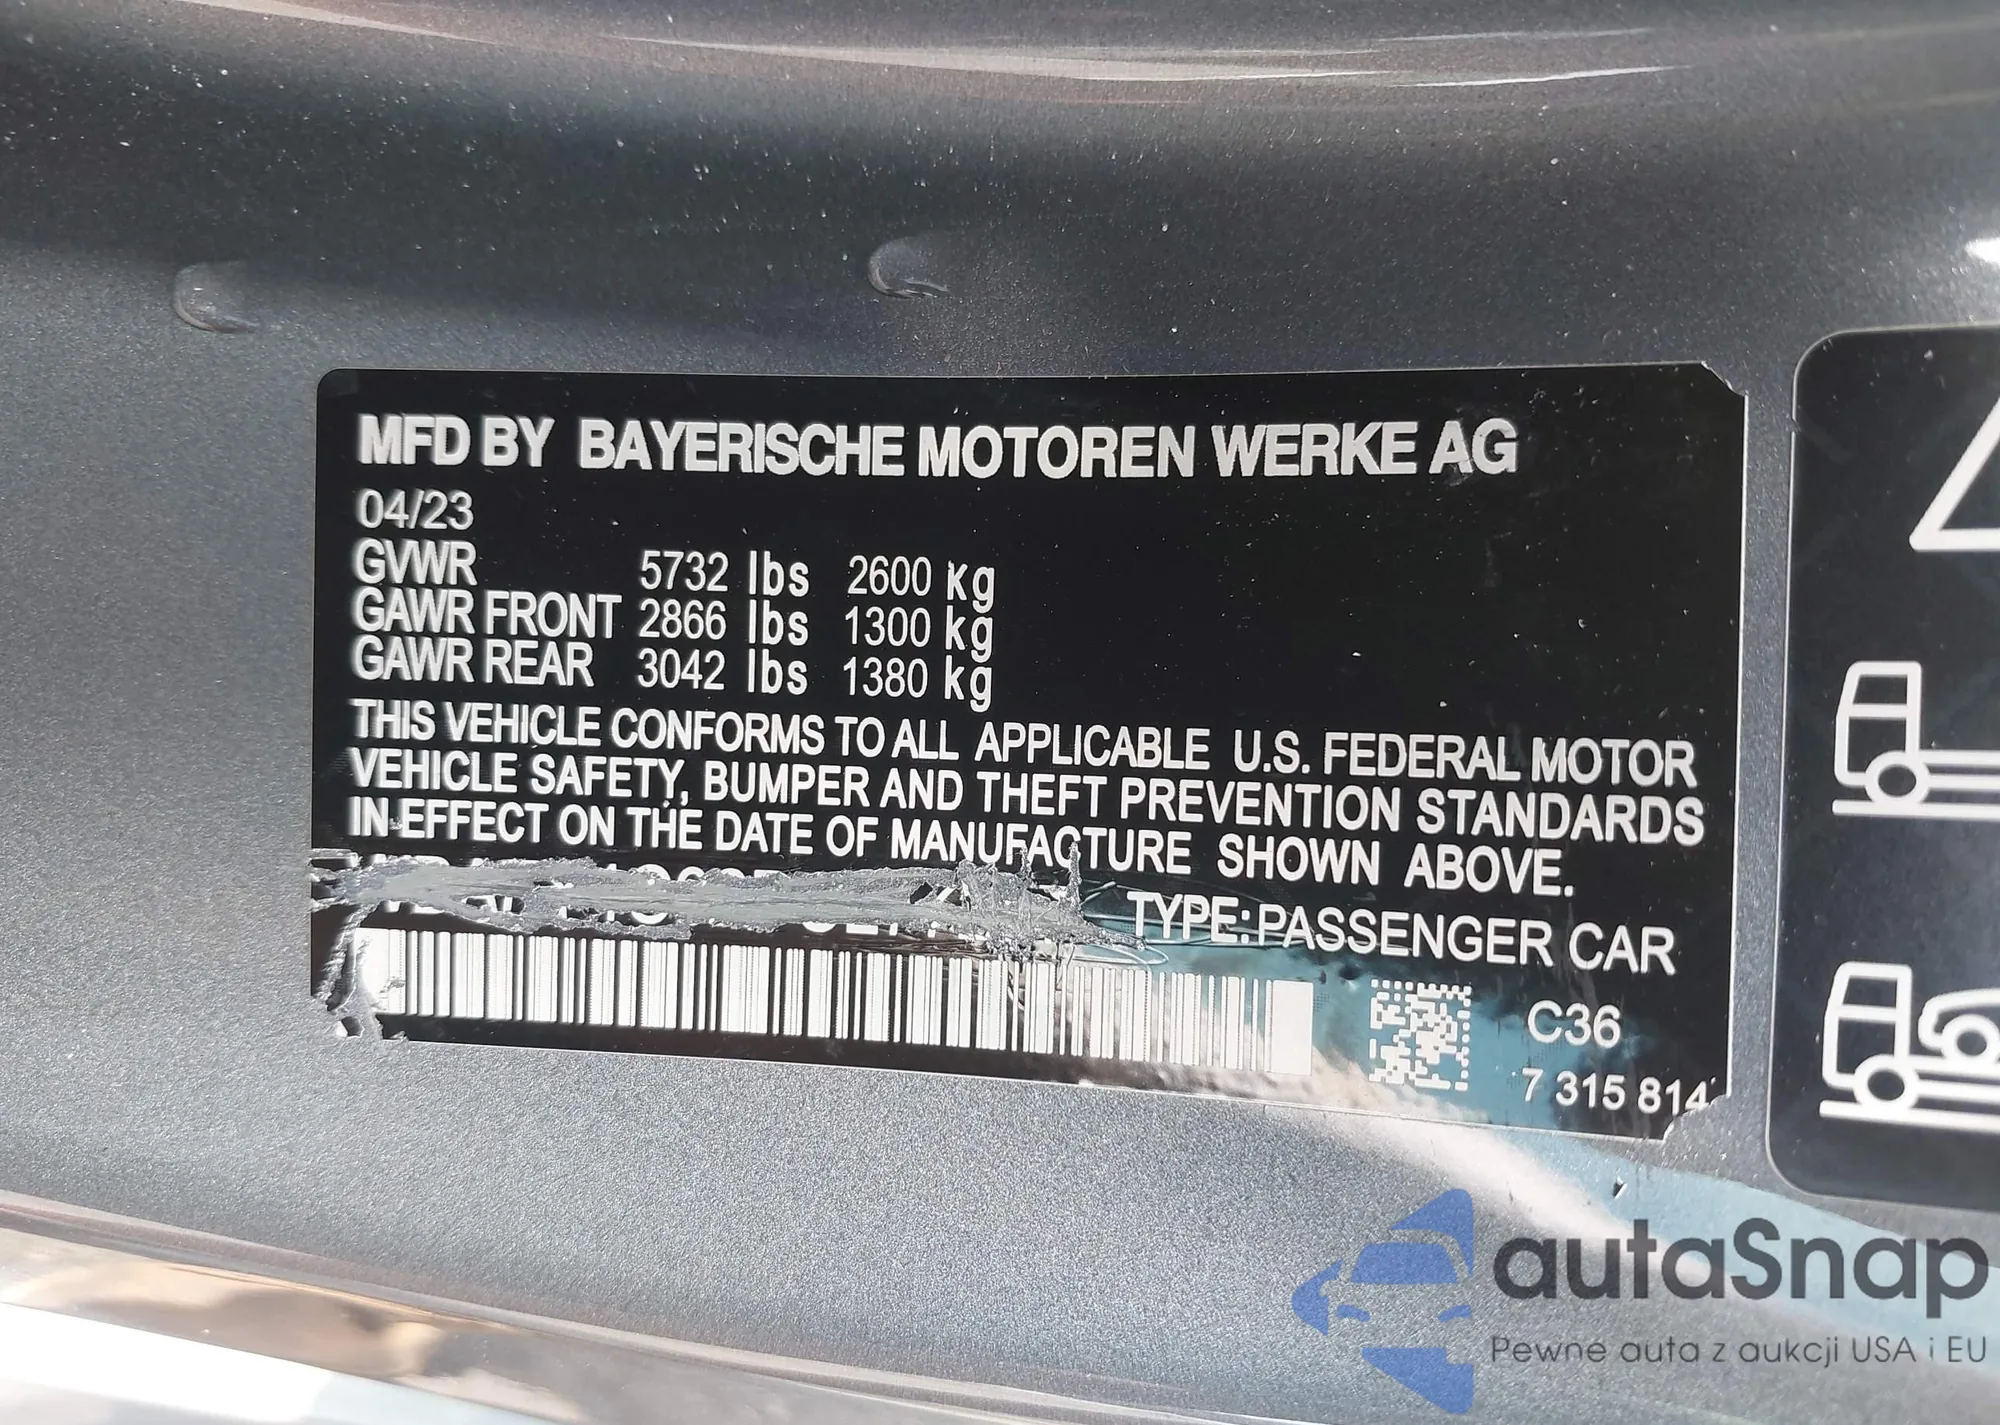 MFD BY BAYERISCHE MOTOREN WERKE AG
04/23
GVWR 5732 lbs 2600 kg
GAWR FRONT 2866 lbs 1300 kg
GAWR REAR 3042 lbs 1380 kg
THIS VEHICLE CONFORMS TO ALL APPLICABLE U.S. FEDERAL MOTOR
VEHICLE SAFETY, BUMPER AND THEFT PREVENTION STANDARDS
IN EFFECT ON THE DATE OF MANUFACTURE SHOWN ABOVE.
TYPE: PASSENGER CAR
C36
7 315 814
autaSnap
Pewne auta z aukcji USA i EU